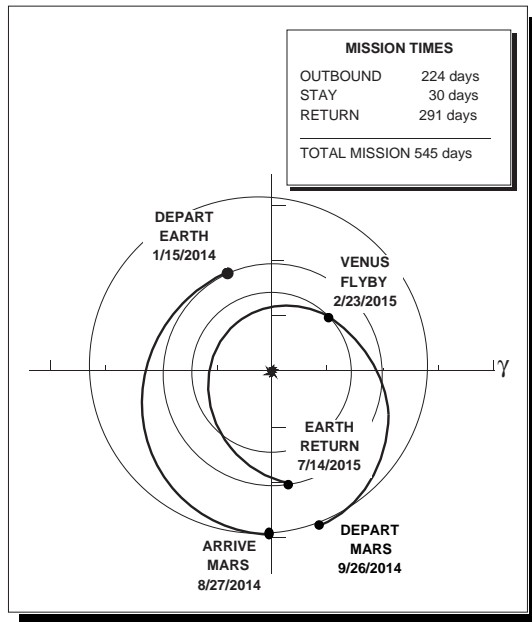 MISSION TIMES
OUTBOUND 224 days
STAY 30 days
RETURN 291 days
TOTAL MISSION 545 days
DEPART
EARTH
1/15/2014
VENUS
FLYBY
2/23/2015
γ
EARTH
RETURN
7/14/2015
ARRIVE
MARS
8/27/2014
DEPART
MARS
9/26/2014